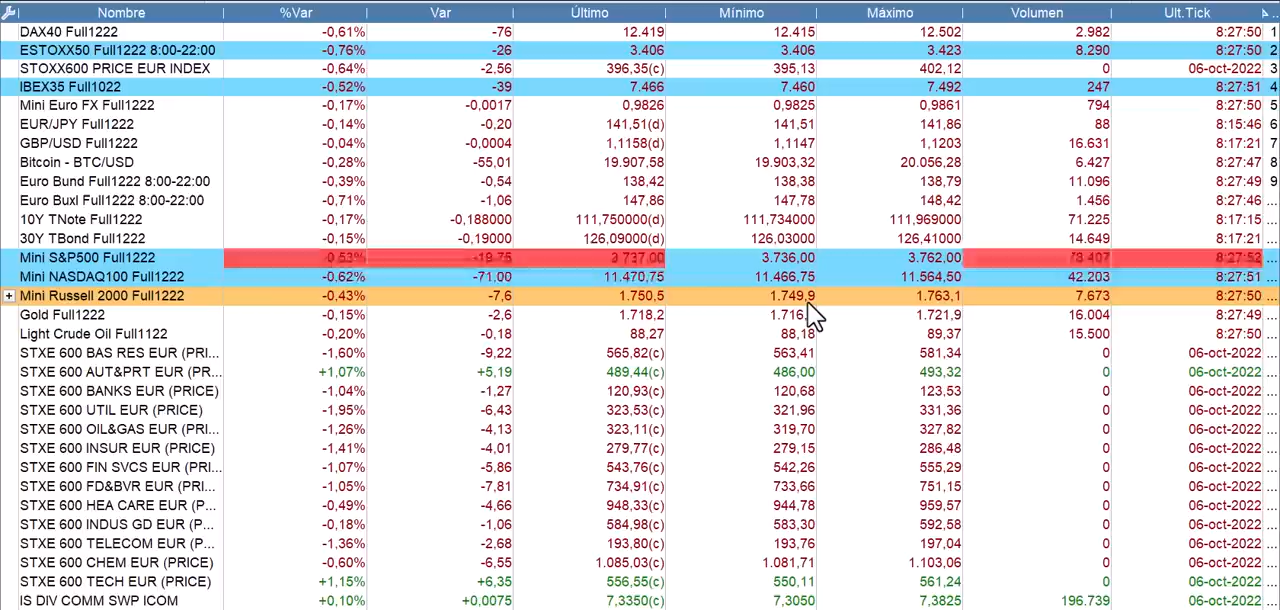 Nombre %Var Var Último Mínimo Máximo Volumen Ult.Tick ..
DAX40 Full1222 -0,61% -76 12.419 12.415 12.502 2.982 8:27:50 1
ESTOXX50 Full1222 8:00-22:00 -0,76% -26 3.406 3.406 3.423 8.290 8:27:50 2
STOXX600 PRICE EUR INDEX -0,64% -2,56 396,35(c) 395,13 402,12 0 06-oct-2022 3
IBEX35 Full1022 -0,52% -39 7.466 7.460 7.492 247 8:27:51 4
Mini Euro FX Full1222 -0,17% -0,0017 0,9826 0,9825 0,9861 794 8:27:50 5
EUR/JPY Full1222 -0,14% -0,20 141,51(d) 141,51 141,86 88 8:15:46 6
GBP/USD Full1222 -0,04% -0,0004 1,1158(d) 1,1147 1,1203 16.631 8:17:21 7
Bitcoin - BTC/USD -0,28% -55,01 19.907,58 19.903,32 20.056,28 6.427 8:27:47 8
Euro Bund Full1222 8:00-22:00 -0,39% -0,54 138,42 138,38 138,79 11.096 8:27:49 9
Euro Buxl Full1222 8:00-22:00 -0,71% -1,06 147,86 147,78 148,42 1.456 8:27:46 ...
10Y TNote Full1222 -0,17% -0,188000 111,750000(d) 111,734000 111,969000 71.225 8:17:15 ...
30Y TBond Full1222 -0,15% -0,19000 126,09000(d) 126,03000 126,41000 14.649 8:17:21 ...
Mini S&P500 Full1222 -0,53% -19,75 3.737,00 3.736,00 3.762,00 8:27:52 ...
Mini NASDAQ100 Full1222 -0,62% -71,00 11.470,75 11.466,75 11.564,50 42.203 8:27:51 ...
Mini Russell 2000 Full1222 -0,43% -7,6 1.750,5 1.749,9 1.763,1 7.673 8:27:50 ...
Gold Full1222 -0,15% -2,6 1.718,2 1.721,9 16.004 8:27:49 ...
Light Crude Oil Full1122 -0,20% -0,18 88,27 88,18 89,37 15.500 8:27:50 ...
STXE 600 BAS RES EUR (PRI... -1,60% -9,22 565,82(c) 563,41 581,34 0 06-oct-2022 ...
STXE 600 AUT&PRT EUR (PR... +1,07% +5,19 489,44(c) 486,00 493,32 0 06-oct-2022 ...
STXE 600 BANKS EUR (PRICE) -1,04% -1,27 120,93(c) 120,68 123,53 0 06-oct-2022 ...
STXE 600 UTIL EUR (PRICE) -1,95% -6,43 323,53(c) 321,96 331,36 0 06-oct-2022 ...
STXE 600 OIL&GAS EUR (PRI... -1,26% -4,13 323,11(c) 319,70 327,82 0 06-oct-2022 ...
STXE 600 INSUR EUR (PRICE) -1,41% -4,01 279,77(c) 279,15 286,48 0 06-oct-2022 ...
STXE 600 FIN SVCS EUR (PRI... -1,07% -5,86 543,76(c) 542,26 555,29 0 06-oct-2022 ...
STXE 600 FD&BVR EUR (PRI... -1,05% -7,81 734,91(c) 733,66 751,15 0 06-oct-2022 ...
STXE 600 HEA CARE EUR (P... -0,49% -4,66 948,33(c) 944,78 959,57 0 06-oct-2022 ...
STXE 600 INDUS GD EUR (P... -0,18% -1,06 584,98(c) 583,30 592,58 0 06-oct-2022 ...
STXE 600 TELECOM EUR (P... -1,36% -2,68 193,80(c) 193,76 197,04 0 06-oct-2022 ...
STXE 600 CHEM EUR (PRICE) -0,60% -6,55 1.085,03(c) 1.081,71 1.103,06 0 06-oct-2022 ...
STXE 600 TECH EUR (PRICE) +1,15% +6,35 556,55(c) 550,11 561,24 0 06-oct-2022 ...
IS DIV COMM SWP ICOM +0,10% +0,0075 7,3350(c) 7,3050 7,3825 196.739 06-oct-2022 ...